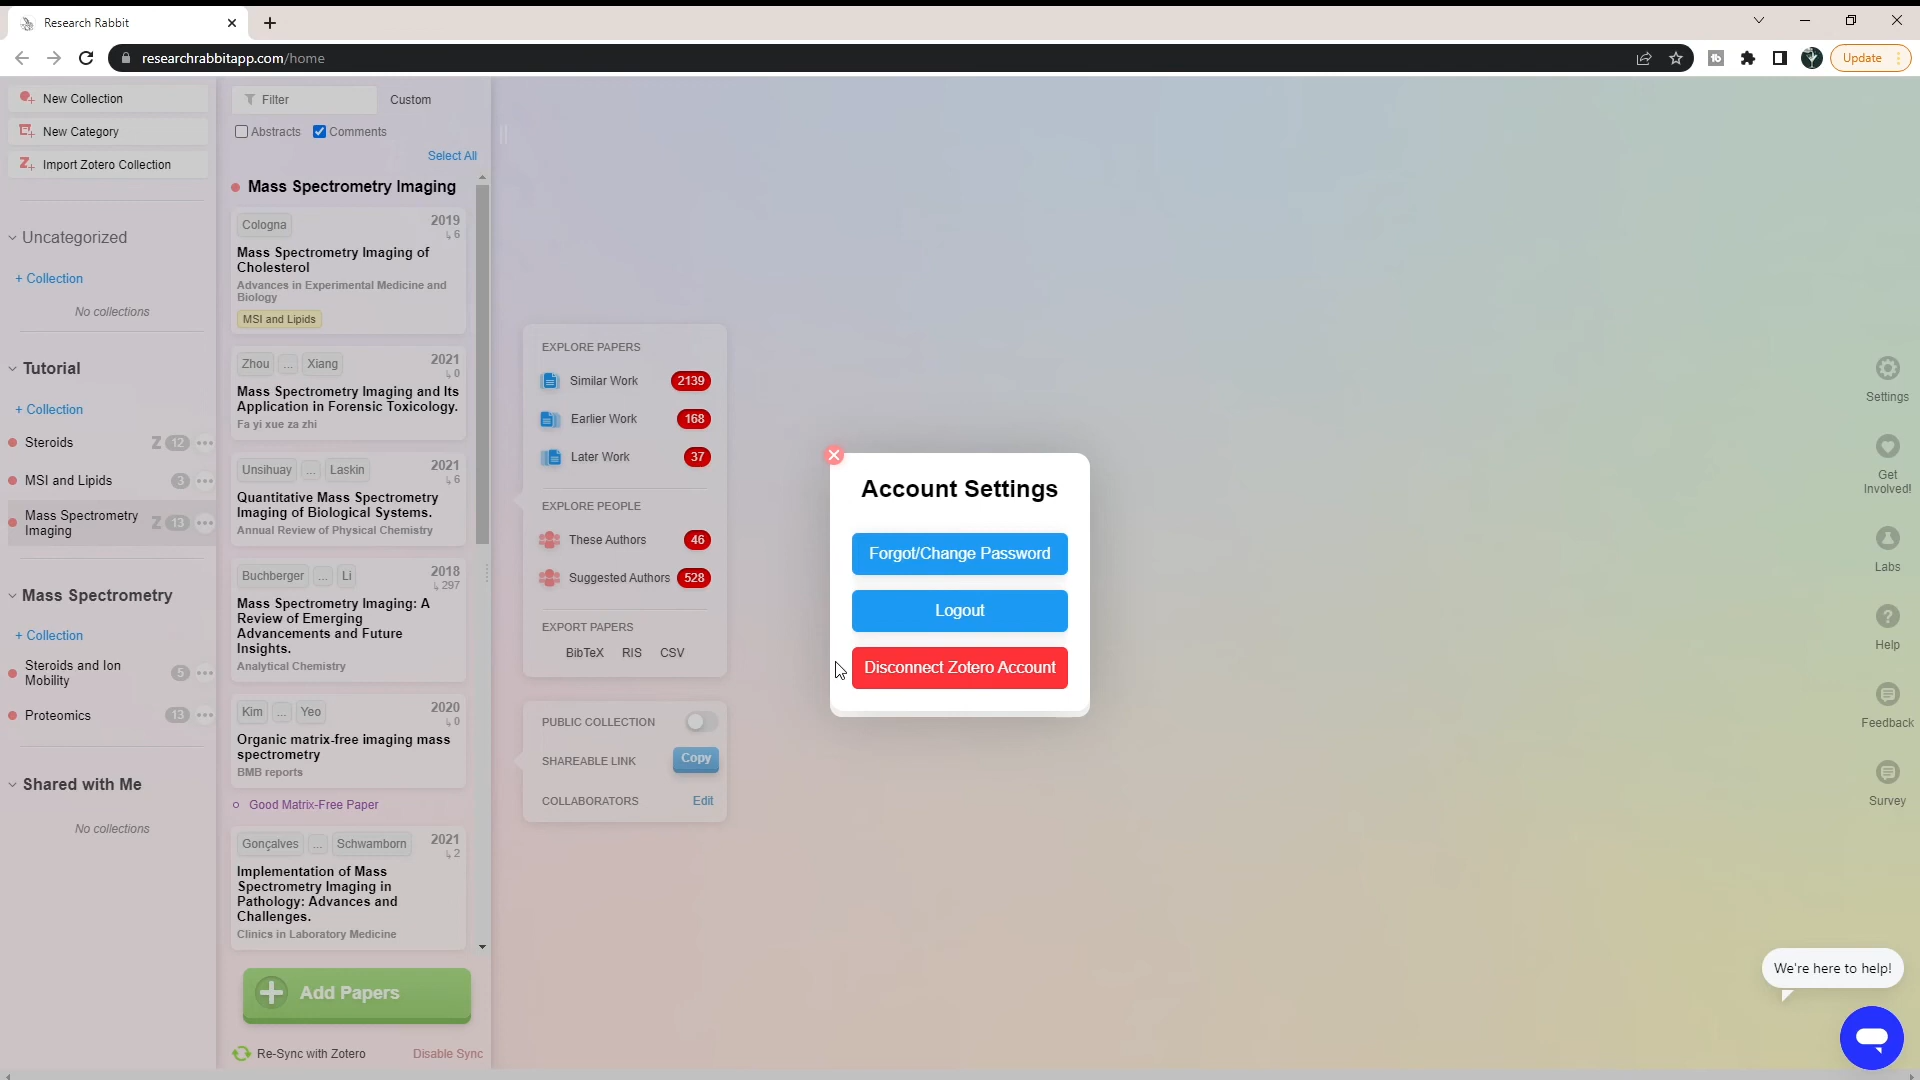 Research Rabbit
researchrabbitapp.com/home
Update
New Collection
New Category
Import Zotero Collection
Uncategorized
+ Collection
No collections
Tutorial
+ Collection
Steroids Z 12
MSI and Lipids 3
Mass Spectrometry
Imaging Z 13
Mass Spectrometry
+ Collection
Steroids and Ion
Mobility 5
Proteomics 13
Shared with Me
No collections
Filter Custom
Abstracts Comments
Select All
Mass Spectrometry Imaging
Cologna 2019
6
Mass Spectrometry Imaging of
Cholesterol
Advances in Experimental Medicine and
Biology
MSI and Lipids
Zhou ... Xiang 2021
0
Mass Spectrometry Imaging and Its
Application in Forensic Toxicology.
Fa yi xue za zhi
Unsihuay ... Laskin 2021
6
Quantitative Mass Spectrometry
Imaging of Biological Systems.
Annual Review of Physical Chemistry
Buchberger ... Li 2018
297
Mass Spectrometry Imaging: A
Review of Emerging
Advancements and Future
Insights.
Analytical Chemistry
Kim ... Yeo 2020
0
Organic matrix-free imaging mass
spectrometry
BMB reports
Good Matrix-Free Paper
Gonçalves ... Schwamborn 2021
2
Implementation of Mass
Spectrometry Imaging in
Pathology: Advances and
Challenges.
Clinics in Laboratory Medicine
Add Papers
Re-Sync with Zotero Disable Sync
EXPLORE PAPERS
Similar Work 2139
Earlier Work 168
Later Work 37
EXPLORE PEOPLE
These Authors 46
Suggested Authors 528
EXPORT PAPERS
BibTeX RIS CSV
PUBLIC COLLECTION
SHAREABLE LINK Copy
COLLABORATORS Edit
Account Settings
Forgot/Change Password
Logout
Disconnect Zotero Account
Settings
Get
Involved!
Labs
Help
Feedback
Survey
We're here to help!